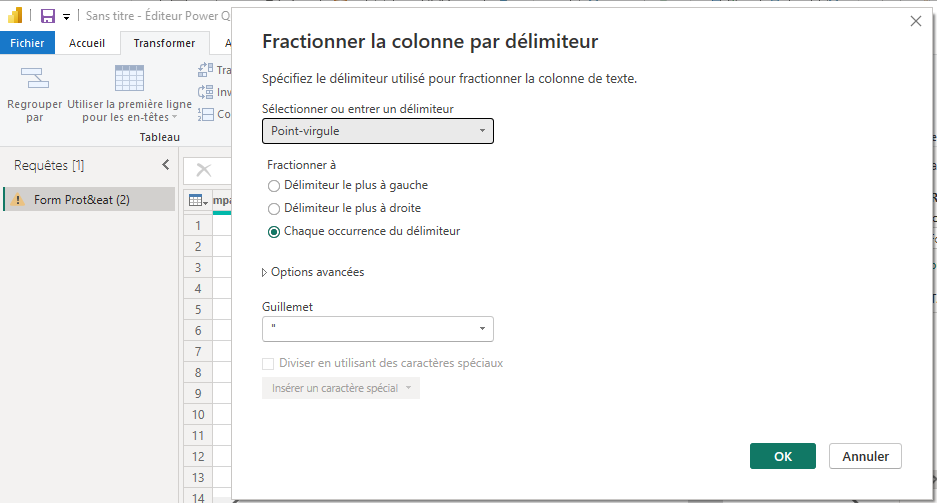 Sans titre - Éditeur Power Q
Fichier
Accueil
Transformer
A
Regrouper
par
Utiliser la première ligne
pour les en-têtes
Tra
Inv
Co
Tableau
Requêtes [1]
Form Prot&eat (2)
mpa
1
2
3
4
5
6
7
8
9
10
11
12
13
14
Fractionner la colonne par délimiteur
Spécifiez le délimiteur utilisé pour fractionner la colonne de texte.
Sélectionner ou entrer un délimiteur
Point-virgule
Fractionner à
Délimiteur le plus à gauche
Délimiteur le plus à droite
Chaque occurrence du délimiteur
Options avancées
Guillemet
"
Diviser en utilisant des caractères spéciaux
Insérer un caractère spécial
OK
Annuler